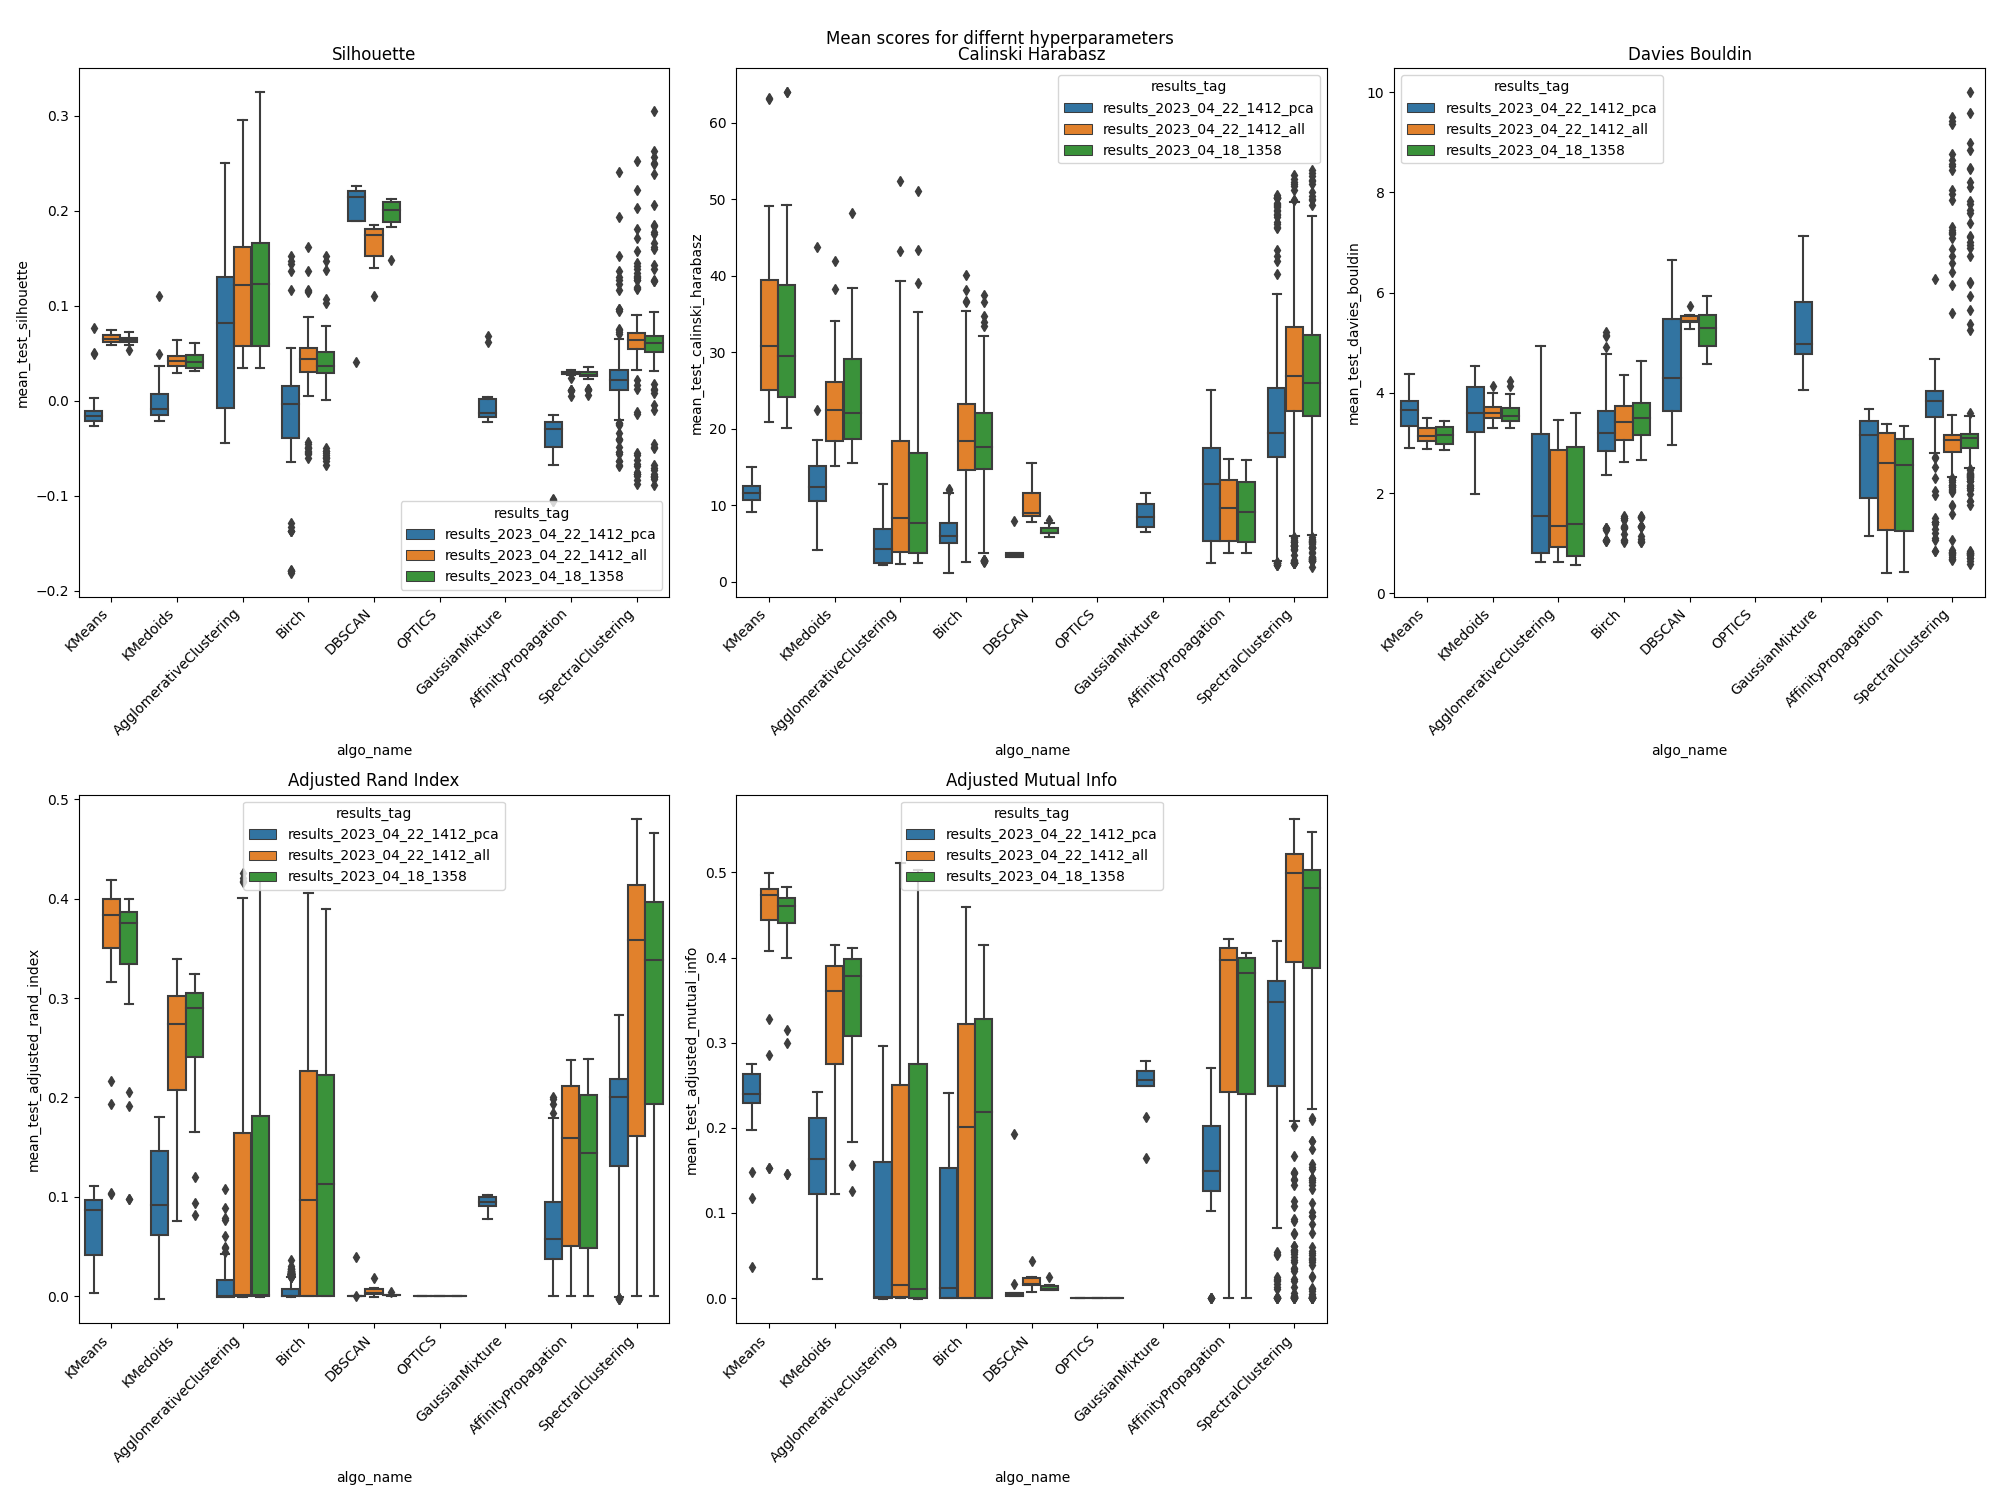 Mean scores for differnt hyperparameters
Silhouette
mean_test_silhouette
0.3
0.2
0.1
0.0
−0.1
−0.2
results_tag
results_2023_04_22_1412_pca
results_2023_04_22_1412_all
results_2023_04_18_1358
KMeans
KMedoids
AgglomerativeClustering
Birch
DBSCAN
OPTICS
GaussianMixture
AffinityPropagation
SpectralClustering
algo_name
Calinski Harabasz
mean_test_calinski_harabasz
60
50
40
30
20
10
0
results_tag
results_2023_04_22_1412_pca
results_2023_04_22_1412_all
results_2023_04_18_1358
KMeans
KMedoids
AgglomerativeClustering
Birch
DBSCAN
OPTICS
GaussianMixture
AffinityPropagation
SpectralClustering
algo_name
Davies Bouldin
mean_test_davies_bouldin
10
8
6
4
2
0
results_tag
results_2023_04_22_1412_pca
results_2023_04_22_1412_all
results_2023_04_18_1358
KMeans
KMedoids
AgglomerativeClustering
Birch
DBSCAN
OPTICS
GaussianMixture
AffinityPropagation
SpectralClustering
algo_name
Adjusted Rand Index
mean_test_adjusted_rand_index
0.5
0.4
0.3
0.2
0.1
0.0
results_tag
results_2023_04_22_1412_pca
results_2023_04_22_1412_all
results_2023_04_18_1358
KMeans
KMedoids
AgglomerativeClustering
Birch
DBSCAN
OPTICS
GaussianMixture
AffinityPropagation
SpectralClustering
algo_name
Adjusted Mutual Info
mean_test_adjusted_mutual_info
0.5
0.4
0.3
0.2
0.1
0.0
results_tag
results_2023_04_22_1412_pca
results_2023_04_22_1412_all
results_2023_04_18_1358
KMeans
KMedoids
AgglomerativeClustering
Birch
DBSCAN
OPTICS
GaussianMixture
AffinityPropagation
SpectralClustering
algo_name